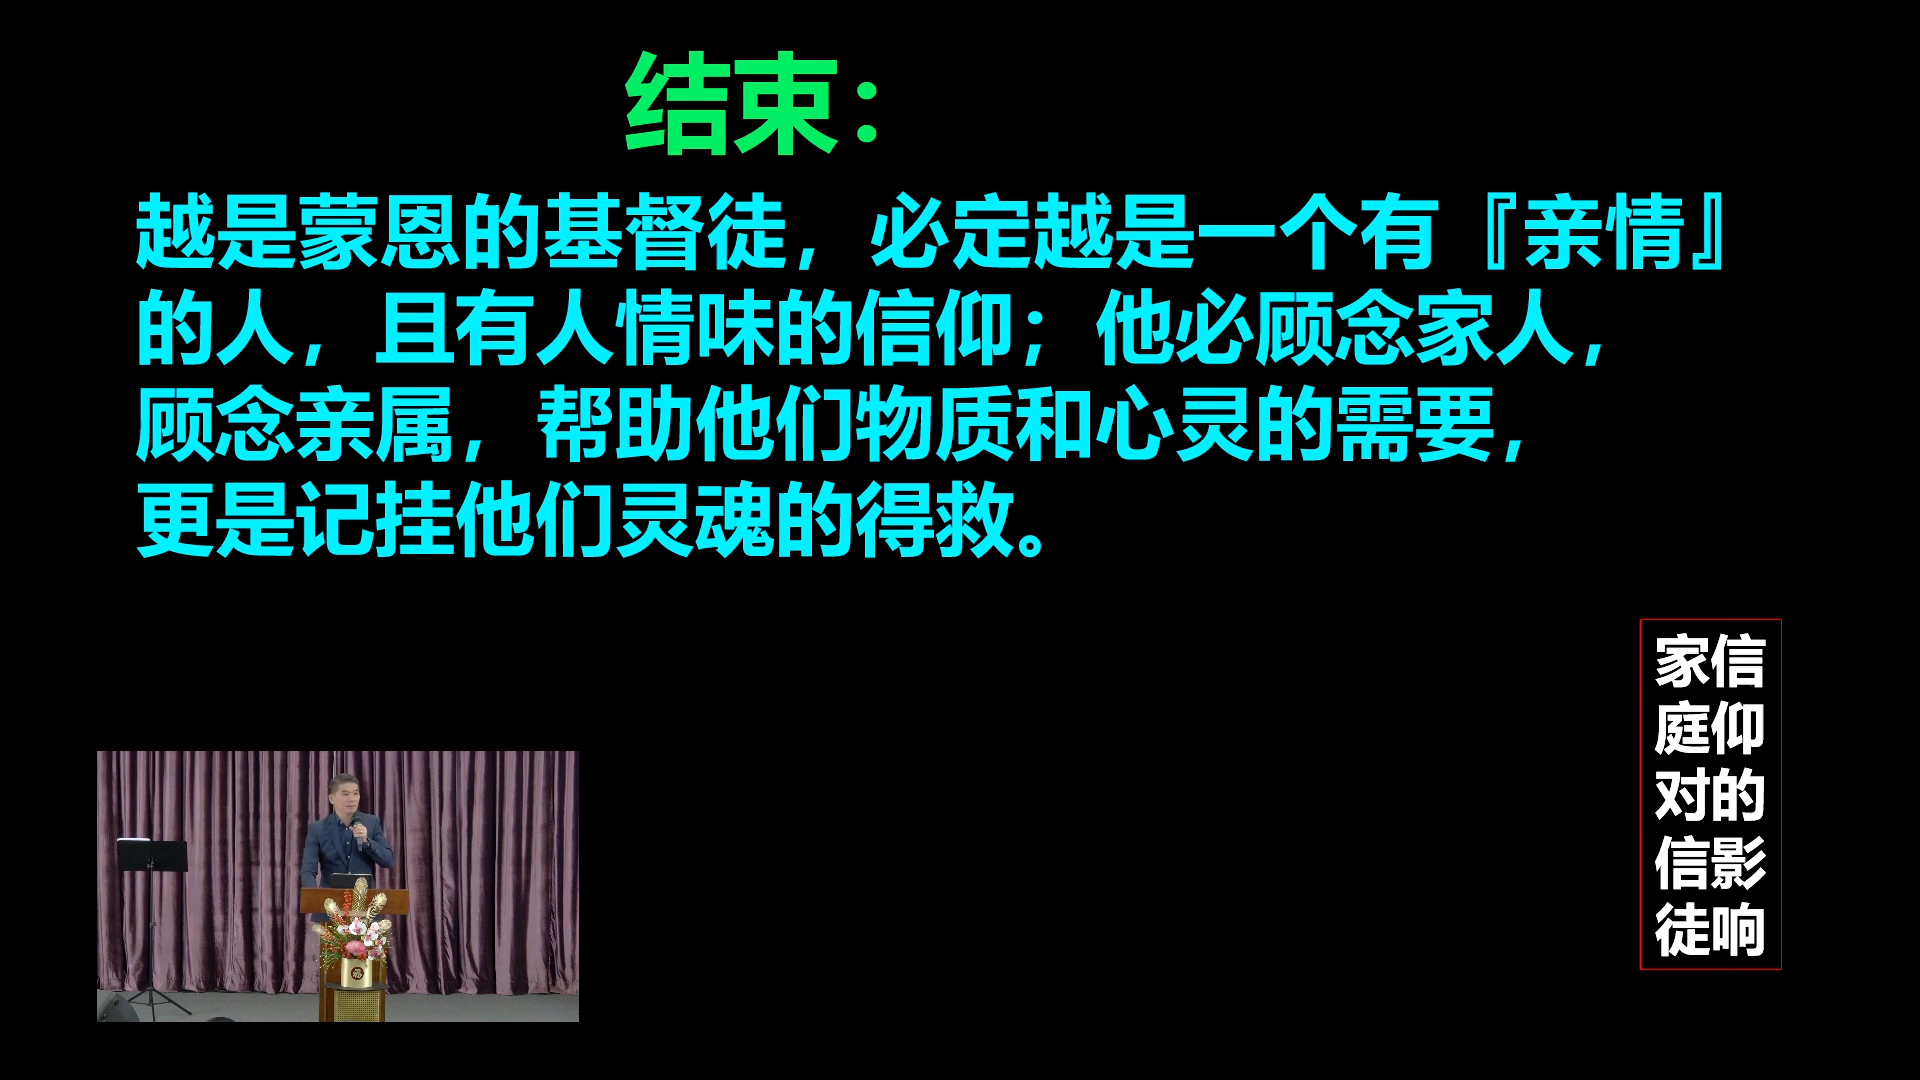 结束：
越是蒙恩的基督徒，必定越是一个有『亲情』
的人，且有人情味的信仰；他必顾念家人，
顾念亲属，帮助他们物质和心灵的需要，
更是记挂他们灵魂的得救。
家庭对信徒
信仰的影响